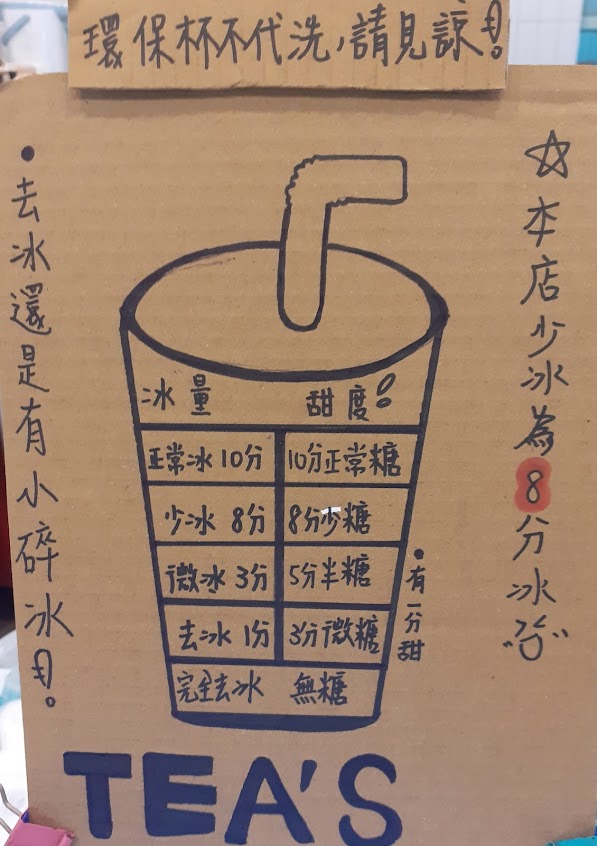 環保杯不代洗,請見諒!
☆本店少冰為8分冰"哈"
•去冰還是有小碎冰!
冰量 甜度!
正常冰 10分 10分正常糖
少冰 8分 8分少糖
微冰 3分 5分半糖
去冰 1分 3分微糖
•有一分甜
完全去冰 無糖
TEA'S